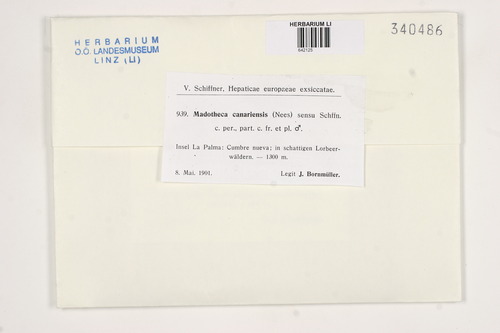 HERBARIUM
O.Ö. LANDESMUSEUM
LINZ (LI)
HERBARIUM LI
642125
340486
V. Schiffner, Hepaticae europaeae exsiccatae.
939. Madotheca canariensis (Nees) sensu Schffn.
c. per., part. c. fr. et pl. ♂.
Insel La Palma: Cumbre nueva; in schattigen Lorbeer-
wäldern. — 1300 m.
8. Mai. 1901. Legit J. Bornmüller.